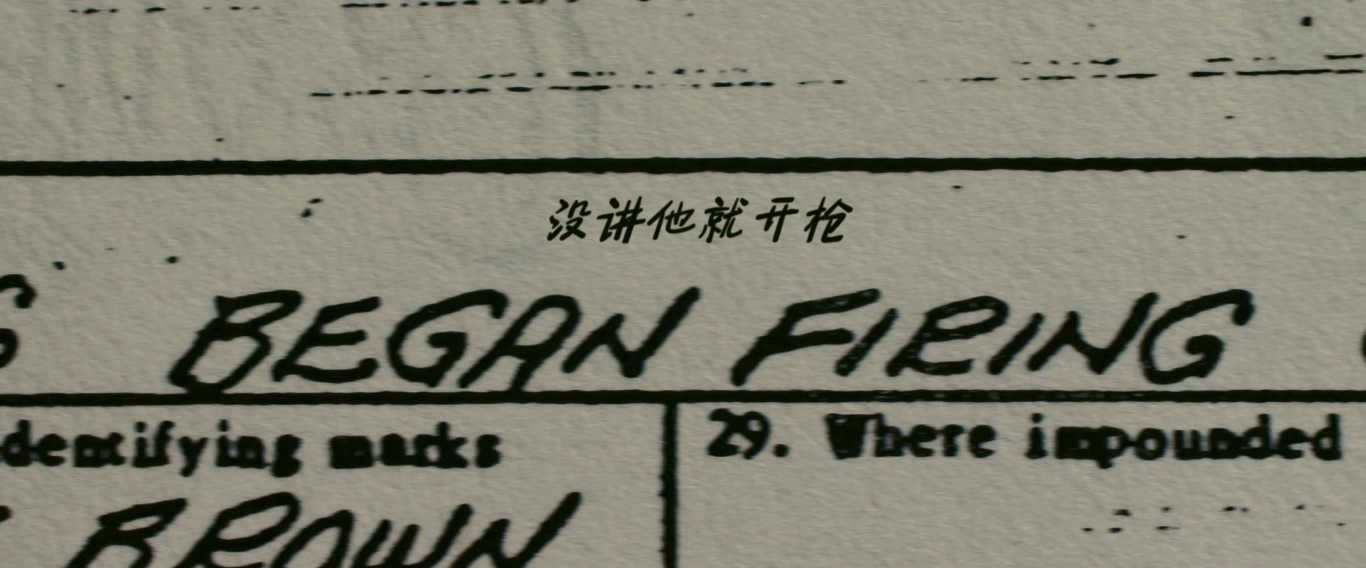 没讲他就开枪
BEGAN FIRING
dentifying marks
29. Where impounded
BROWN